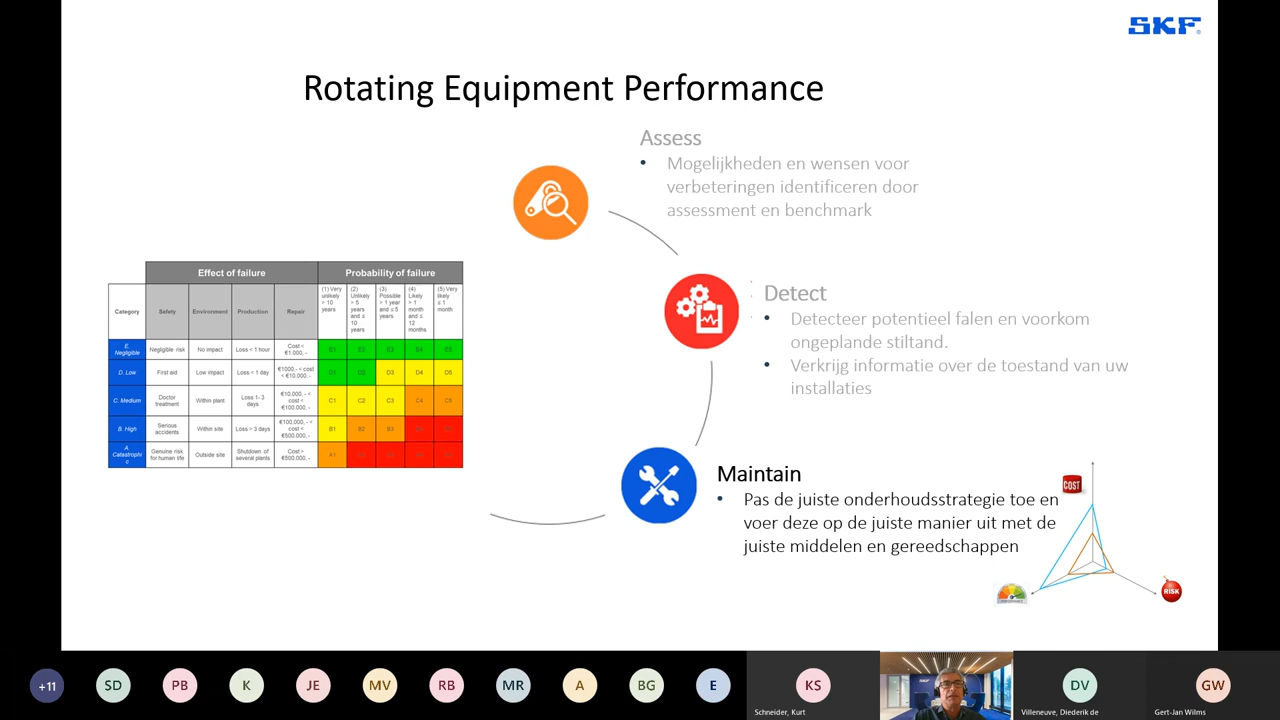 SKF
Rotating Equipment Performance
Assess
• Mogelijkheden en wensen voor
verbeteringen identificeren door
assessment en benchmark
Detect
• Detecteer potentieel falen en voorkom
ongeplande stiltand.
• Verkrijg informatie over de toestand van uw
installaties
Maintain
• Pas de juiste onderhoudsstrategie toe en
voer deze op de juiste manier uit met de
juiste middelen en gereedschappen
COST
RISK
Effect of failure Probability of failure
Category Safety Environment Production Repair
(1) Very
unlikely
> 10
years
(2)
Unlikely
> 5
years
and ≤
10
years
(3)
Possible
> 1 year
and ≤ 5
years
(4)
Likely
> 1
month
and ≤
12
months
(5) Very
likely
≤ 1
month
E.
Negligible
Negligible risk No impact Loss < 1 hour
Cost
<
€1.000,-
E1 E2 E3 E4 E5
D. Low First aid Low impact Loss < 1 day
€1000,- < cost
< €10.000,-
D1 D2 D3 D4 D5
C. Medium
Doctor
treatment
Within plant
Loss 1- 3
days
€10.000,- <
cost <
€100.000,-
C1 C2 C3 C4 C5
B. High
Serious
accidents
Within site Loss > 3 days
€100.000,- <
cost <
€500.000,-
B1 B2 B3
A.
Catastrophi
c
Genuine risk
for human life
Outside site
Shutdown of
several plants
Cost >
€500.000,-
A1
+11 SD PB K JE MV RB MR A BG E KS DV GW
Schneider, Kurt Villeneuve, Diederik de Gert-Jan Wilms